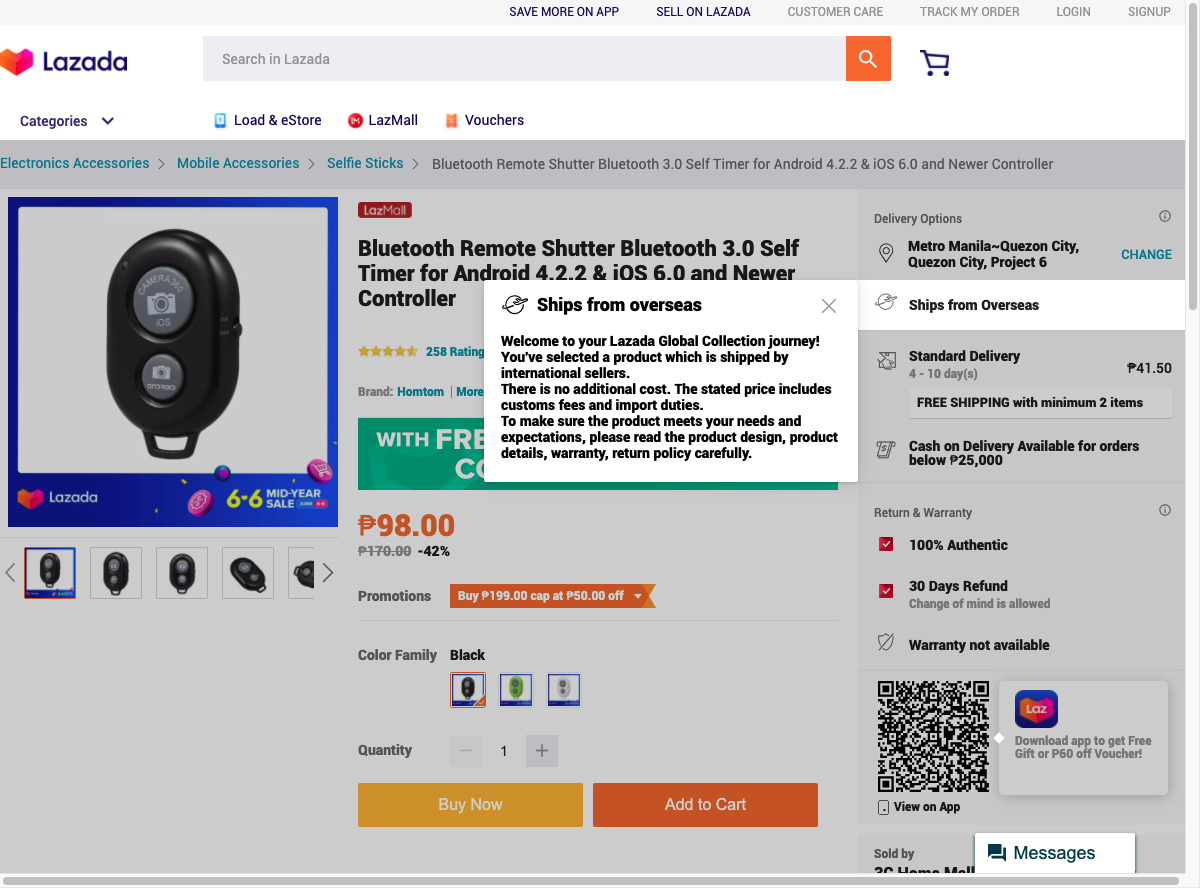 SAVE MORE ON APP
SELL ON LAZADA
CUSTOMER CARE
TRACK MY ORDER
LOGIN
SIGNUP
Lazada
Search in Lazada
Categories
Load & eStore
LazMall
Vouchers
Electronics Accessories
Mobile Accessories
Selfie Sticks
Bluetooth Remote Shutter Bluetooth 3.0 Self Timer for Android 4.2.2 & iOS 6.0 and Newer Controller
CAMERA360
iOS
ANDROID
Lazada
6-6 MID-YEAR
SALE JUNE 6-8
LazMall
Bluetooth Remote Shutter Bluetooth 3.0 Self
Timer for Android 4.2.2 & iOS 6.0 and Newer
Controller
258 Rating
Brand: Homtom | More
WITH FRE
CO
Ships from overseas
Welcome to your Lazada Global Collection journey!
You've selected a product which is shipped by
international sellers.
There is no additional cost. The stated price includes
customs fees and import duties.
To make sure the product meets your needs and
expectations, please read the product design, product
details, warranty, return policy carefully.
₱98.00
₱170.00 -42%
Promotions
Buy ₱199.00 cap at ₱50.00 off
Color Family
Black
Quantity
1
Buy Now
Add to Cart
Delivery Options
Metro Manila~Quezon City,
Quezon City, Project 6
CHANGE
Ships from Overseas
Standard Delivery
4 - 10 day(s)
₱41.50
FREE SHIPPING with minimum 2 items
Cash on Delivery Available for orders
below ₱25,000
Return & Warranty
100% Authentic
30 Days Refund
Change of mind is allowed
Warranty not available
Laz
Download app to get Free
Gift or P60 off Voucher!
View on App
Sold by
3C Home Mall
Messages